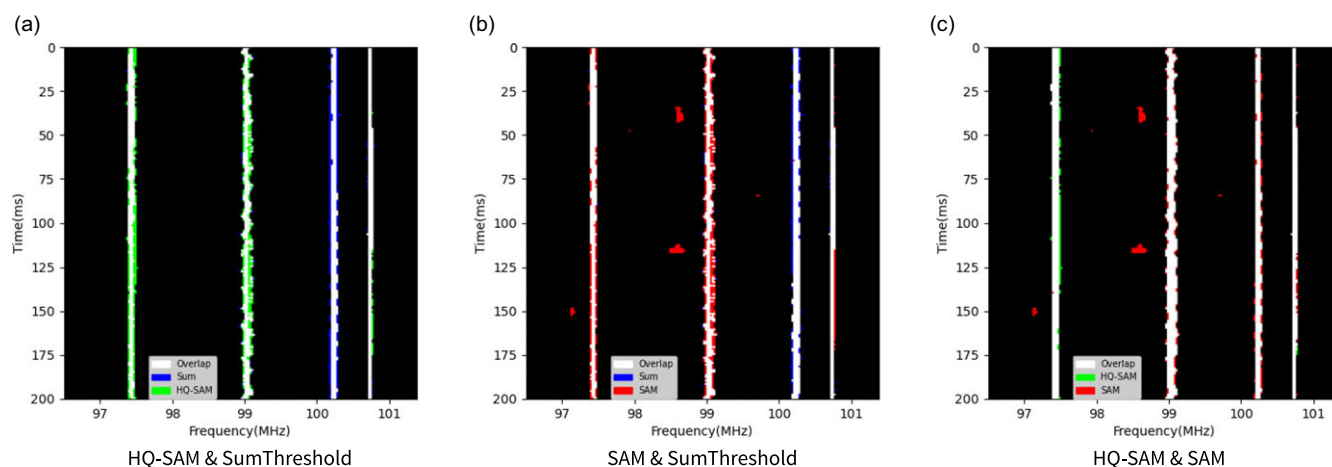 (a)
0
25
50
75
100
125
150
175
200
Time(ms)
Overlap
Sum
HQ-SAM
97 98 99 100 101
Frequency(MHz)
HQ-SAM & SumThreshold
(b)
0
25
50
75
100
125
150
175
200
Time(ms)
Overlap
Sum
SAM
97 98 99 100 101
Frequency(MHz)
SAM & SumThreshold
(c)
0
25
50
75
100
125
150
175
200
Time(ms)
Overlap
HQ-SAM
SAM
97 98 99 100 101
Frequency(MHz)
HQ-SAM & SAM